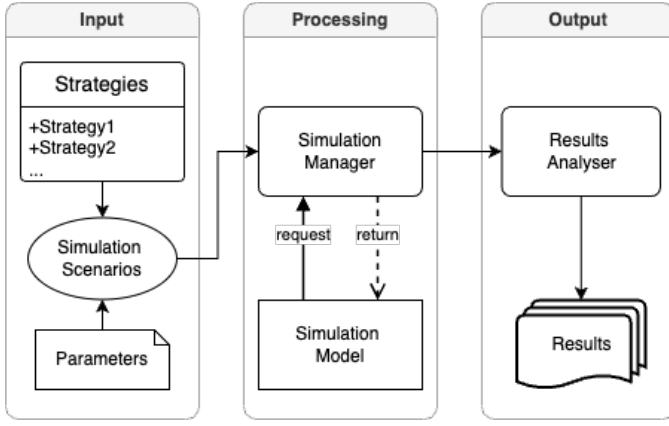 Input
Strategies
+Strategy1
+Strategy2
...
Simulation
Scenarios
Parameters
Processing
Simulation
Manager
request
return
Simulation
Model
Output
Results
Analyser
Results